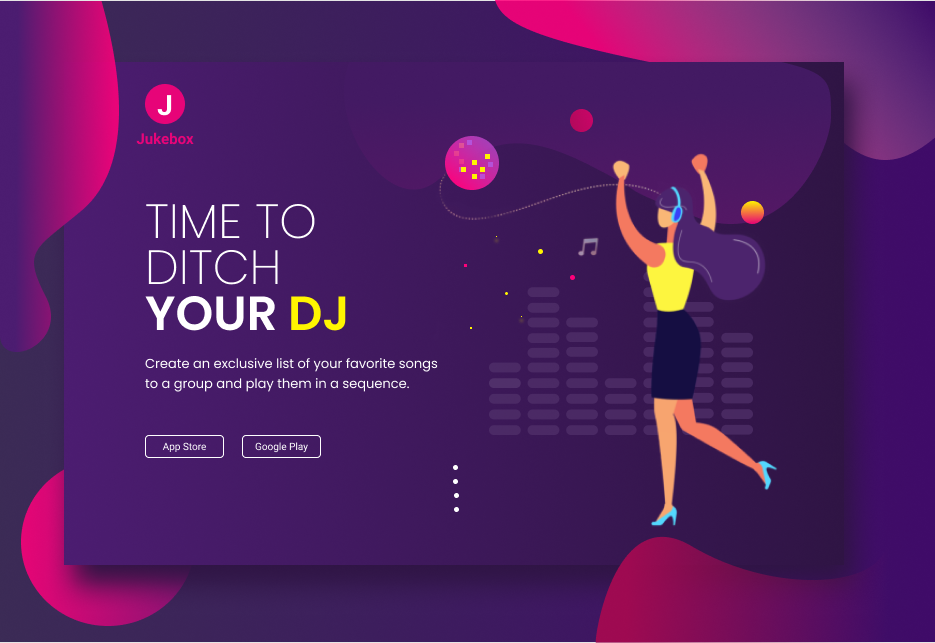 J
Jukebox
TIME TO
DITCH
YOUR DJ
Create an exclusive list of your favorite songs
to a group and play them in a sequence.
App Store
Google Play